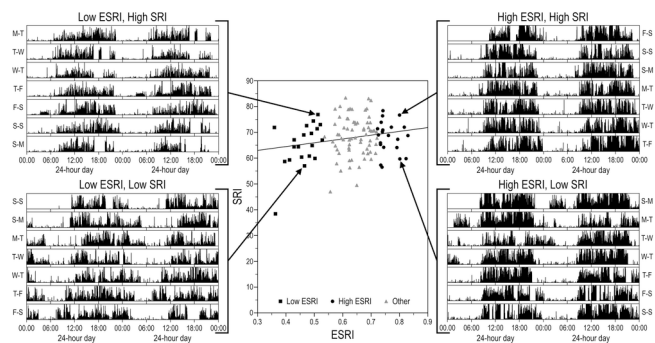 Low ESRI, High SRI
M-T
T-W
W-T
T-F
F-S
S-S
S-M
00.00 06.00 12.00 18.00 00.00 06.00 12.00 18.00 00.00
24-hour day 24-hour day
High ESRI, High SRI
F-S
S-S
S-M
M-T
T-W
W-T
T-F
00.00 06.00 12.00 18.00 00.00 06.00 12.00 18.00 00.00
24-hour day 24-hour day
90
80
70
60
50
40
30
20
10
0
SRI
Low ESRI High ESRI Other
0.3 0.4 0.5 0.6 0.7 0.8 0.9
ESRI
Low ESRI, Low SRI
S-S
S-M
M-T
T-W
W-T
T-F
F-S
00.00 06.00 12.00 18.00 00.00 06.00 12.00 18.00 00.00
24-hour day 24-hour day
High ESRI, Low SRI
S-M
M-T
T-W
W-T
T-F
F-S
S-S
00.00 06.00 12.00 18.00 00.00 06.00 12.00 18.00 00.00
24-hour day 24-hour day